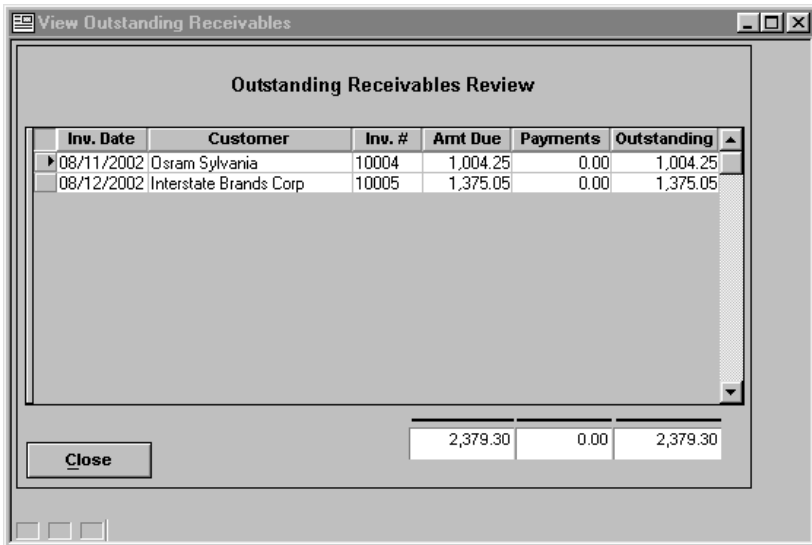 View Outstanding Receivables
Outstanding Receivables Review
Inv. Date Customer Inv. # Amt Due Payments Outstanding
08/11/2002 Osram Sylvania 10004 1,004.25 0.00 1,004.25
08/12/2002 Interstate Brands Corp 10005 1,375.05 0.00 1,375.05
2,379.30 0.00 2,379.30
Close